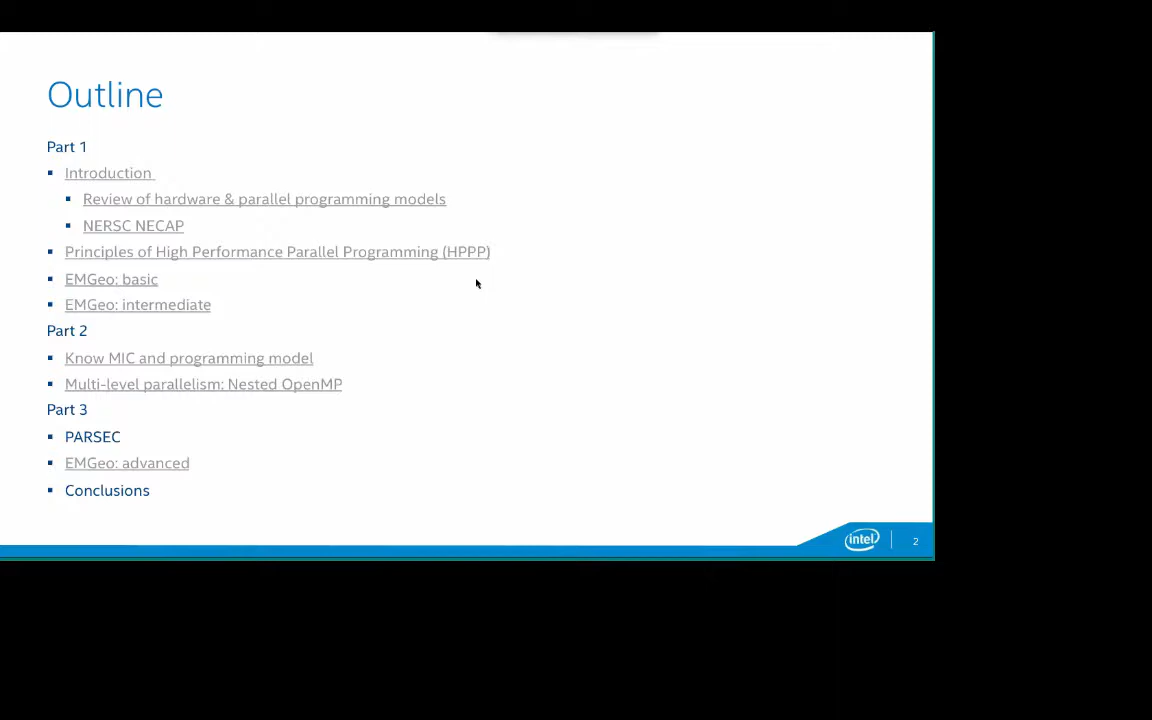 Outline
Part 1
Introduction
Review of hardware & parallel programming models
NERSC NECAP
Principles of High Performance Parallel Programming (HPPP)
EMGeo: basic
EMGeo: intermediate
Part 2
Know MIC and programming model
Multi-level parallelism: Nested OpenMP
Part 3
PARSEC
EMGeo: advanced
Conclusions
intel 2